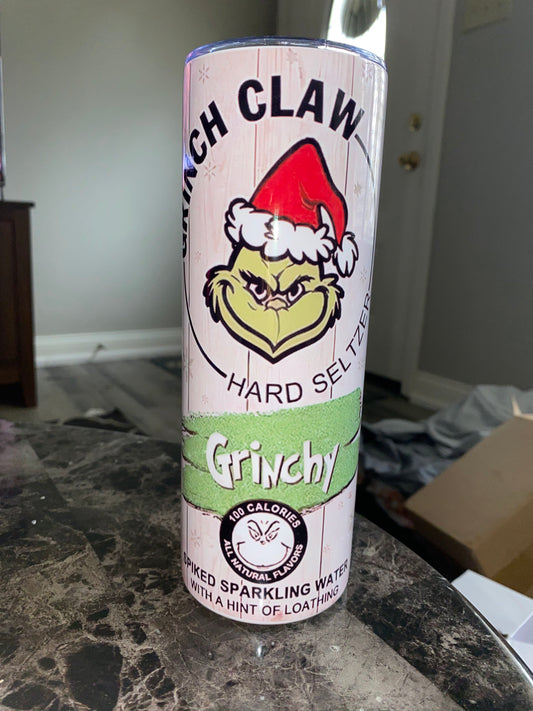 GRINCH CLAW
HARD SELTZER
Grinchy
100 CALORIES
ALL NATURAL FLAVORS
SPIKED SPARKLING WATER
WITH A HINT OF LOATHING